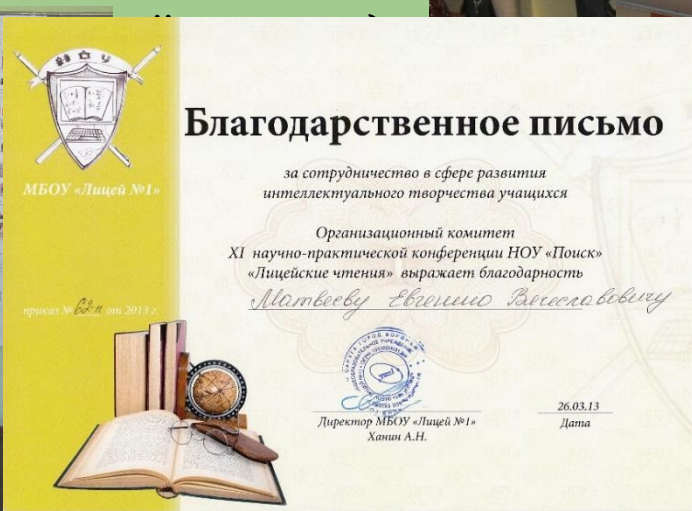 НОУ
МБОУ «Лицей №1»
Благодарственное письмо
за сотрудничество в сфере развития
интеллектуального творчества учащихся
Организационный комитет
XI научно-практической конференции НОУ «Поиск»
«Лицейские чтения» выражает благодарность
Матвееву Евгению Вячеславовичу
приказ № от 2013 г.
Директор МБОУ «Лицей №1»
Ханин А.Н.
26.03.13
Дата